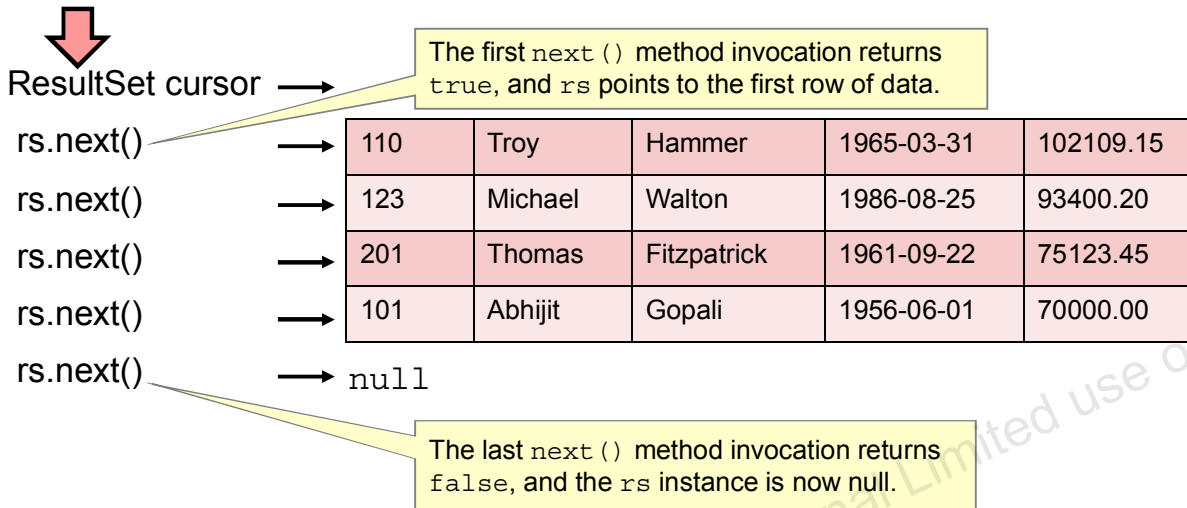 The first next() method invocation returns
true, and rs points to the first row of data.
ResultSet cursor
rs.next() 110 Troy Hammer 1965-03-31 102109.15
rs.next() 123 Michael Walton 1986-08-25 93400.20
rs.next() 201 Thomas Fitzpatrick 1961-09-22 75123.45
rs.next() 101 Abhijit Gopali 1956-06-01 70000.00
rs.next() null
The last next() method invocation returns
false, and the rs instance is now null.
Limited use